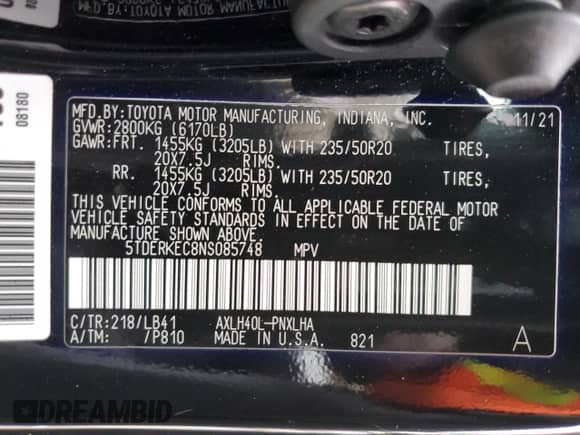 08180
MFD.BY:TOYOTA MOTOR MANUFACTURING, INDIANA, INC. 11/21
GVWR:2800KG (6170LB)
GAWR:FRT. 1455KG (3205LB) WITH 235/50R20 TIRES,
20X7.5J RIMS.
RR. 1455KG (3205LB) WITH 235/50R20 TIRES,
20X7.5J RIMS.
THIS VEHICLE CONFORMS TO ALL APPLICABLE FEDERAL MOTOR
VEHICLE SAFETY STANDARDS IN EFFECT ON THE DATE OF
MANUFACTURE SHOWN ABOVE.
5TDERKEC8NS085748 MPV
C/TR:218/LB41 AXLH40L-PNXLHA
A/TM: /P810 MADE IN U.S.A. 821 A
DREAMBID